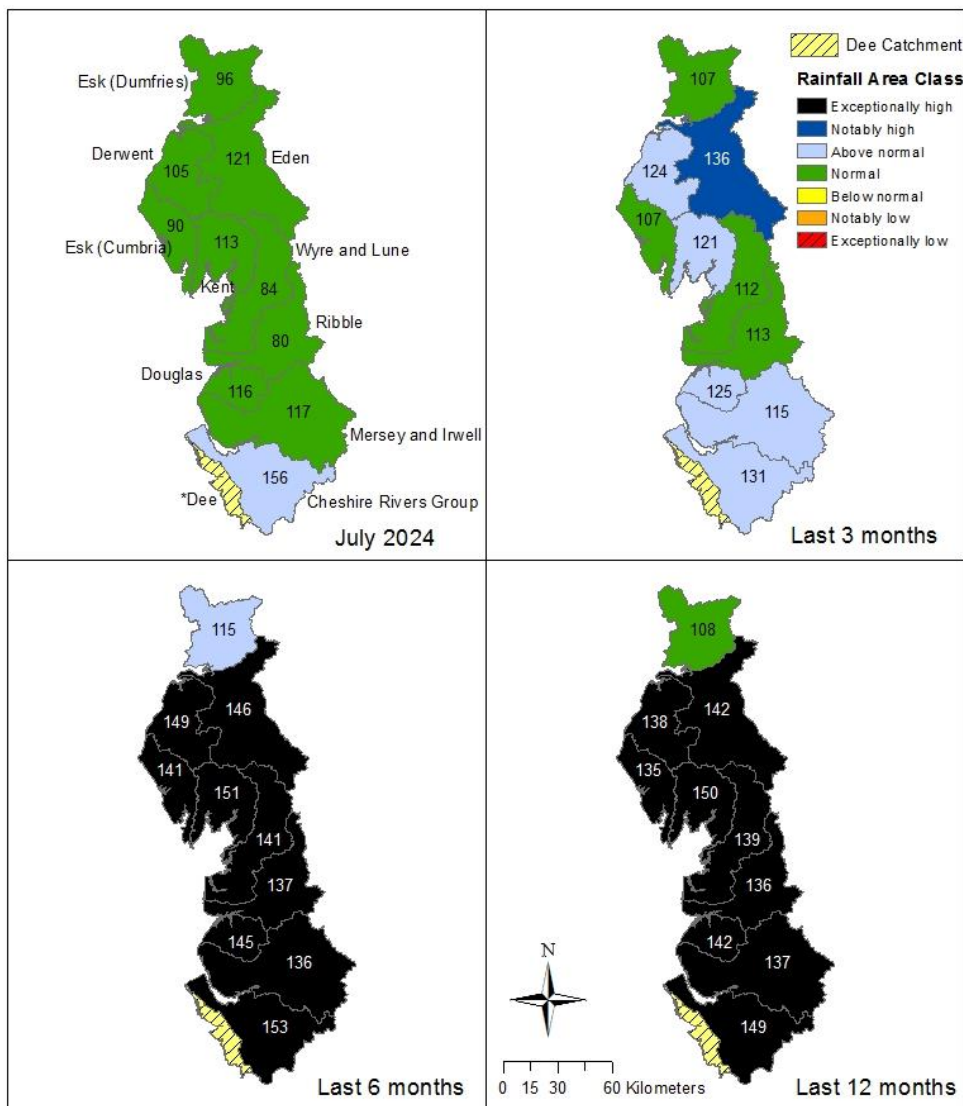 Esk (Dumfries)
96
Derwent
105
121
Eden
90
Esk (Cumbria)
113
Wyre and Lune
Kent
84
Ribble
80
Douglas
116
117
Mersey and Irwell
156
*Dee
Cheshire Rivers Group
July 2024
Dee Catchment
Rainfall Area Class
Exceptionally high
Notably high
Above normal
Normal
Below normal
Notably low
Exceptionally low
107
136
124
107
121
112
113
125
115
131
Last 3 months
115
146
149
141
151
141
137
145
136
153
Last 6 months
108
142
138
135
150
139
136
142
137
149
N
0 15 30 60 Kilometers
Last 12 months